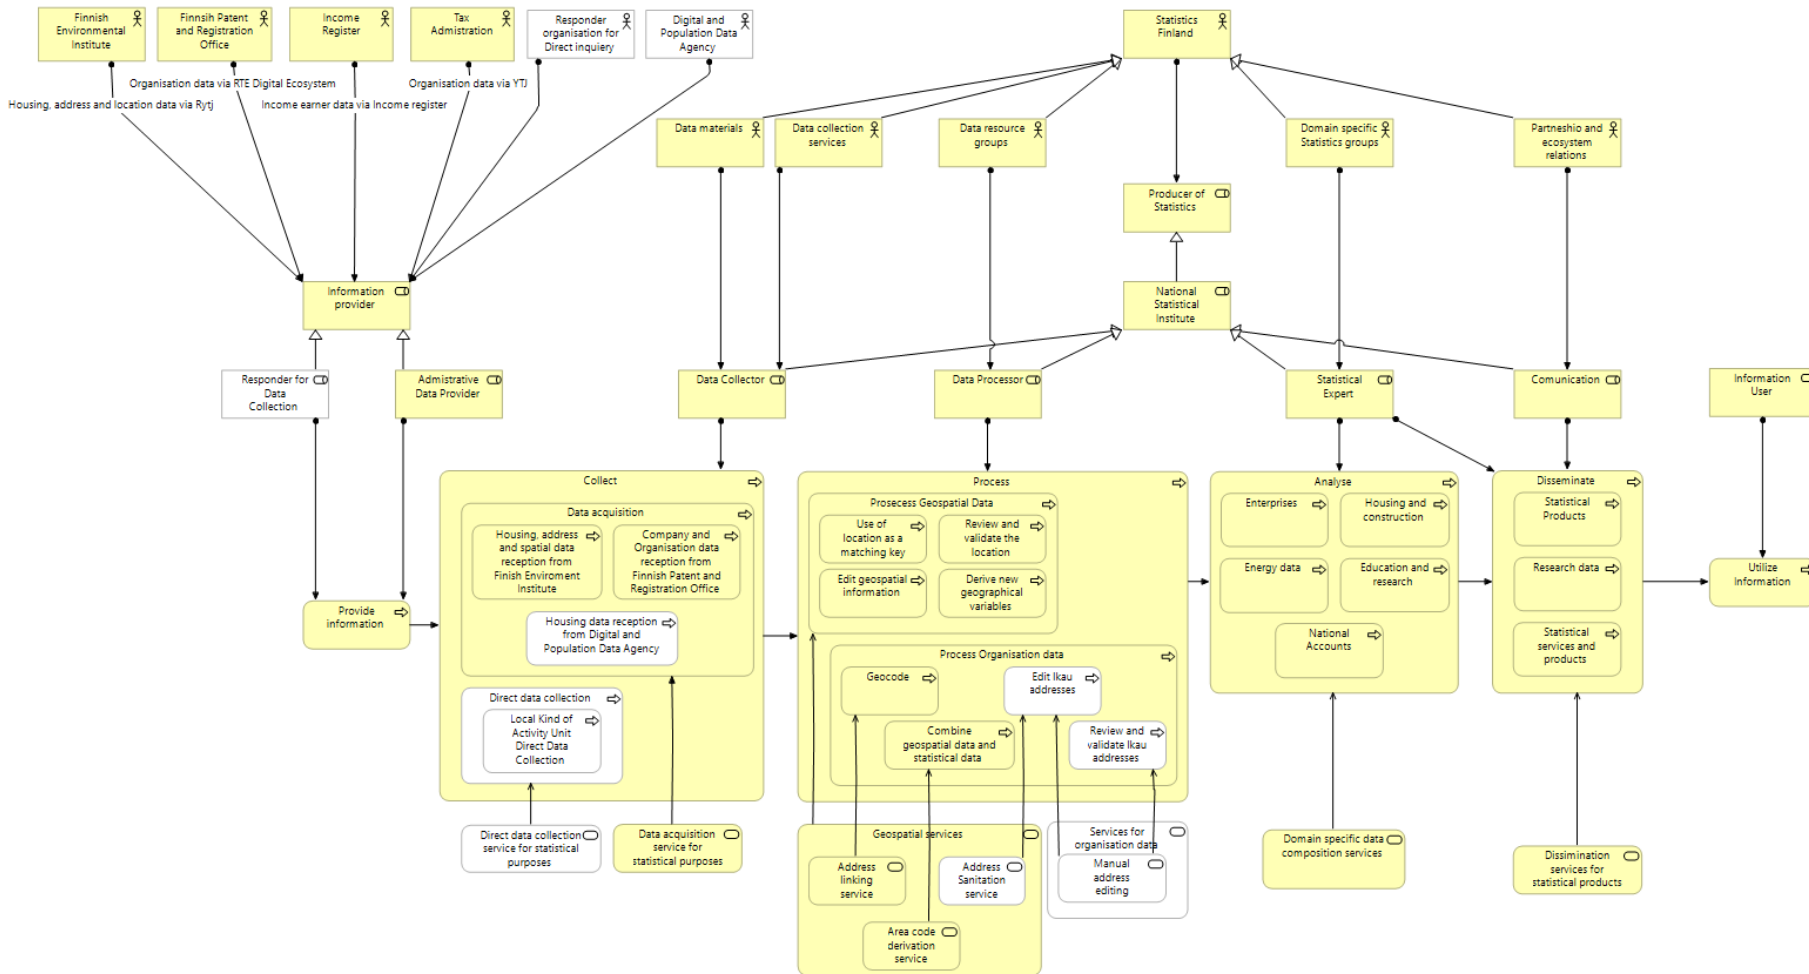 Finnish
Environmental
Institute
Finnsih Patent
and Registration
Office
Income
Register
Tax
Admistration
Responder
organisation for
Direct inquiery
Digital and
Population Data
Agency
Statistics
Finland
Organisation data via RTE Digital Ecosystem
Organisation data via YTJ
Housing, address and location data via Rytj
Income earner data via Income register
Data materials
Data collection
services
Data resource
groups
Domain specific
Statistics groups
Partneshio and
ecosystem
relations
Producer of
Statistics
Information
provider
National
Statistical
Institute
Responder for
Data
Collection
Admistrative
Data Provider
Data Collector
Data Processor
Statistical
Expert
Comunication
Information
User
Collect
Data acquisition
Housing, address
and spatial data
reception from
Finish Enviroment
Institute
Company and
Organisation data
reception from
Finnish Patent and
Registration Office
Housing data reception
from Digital and
Population Data Agency
Direct data collection
Local Kind of
Activity Unit
Direct Data
Collection
Provide
information
Process
Prosecess Geospatial Data
Use of
location as a
matching key
Review and
validate the
location
Edit geospatial
information
Derive new
geographical
variables
Process Organisation data
Geocode
Edit lkau
addresses
Combine
geospatial data and
statistical data
Review and
validate lkau
addresses
Analyse
Enterprises
Housing and
construction
Energy data
Education and
research
National
Accounts
Disseminate
Statistical
Products
Research data
Statistical
services and
products
Utilize
Information
Direct data collection
service for statistical
purposes
Data acquisition
service for
statistical purposes
Geospatial services
Address
linking
service
Address
Sanitation
service
Area code
derivation
service
Services for
organisation data
Manual
address
editing
Domain specific data
composition services
Dissimination
services for
statistical products